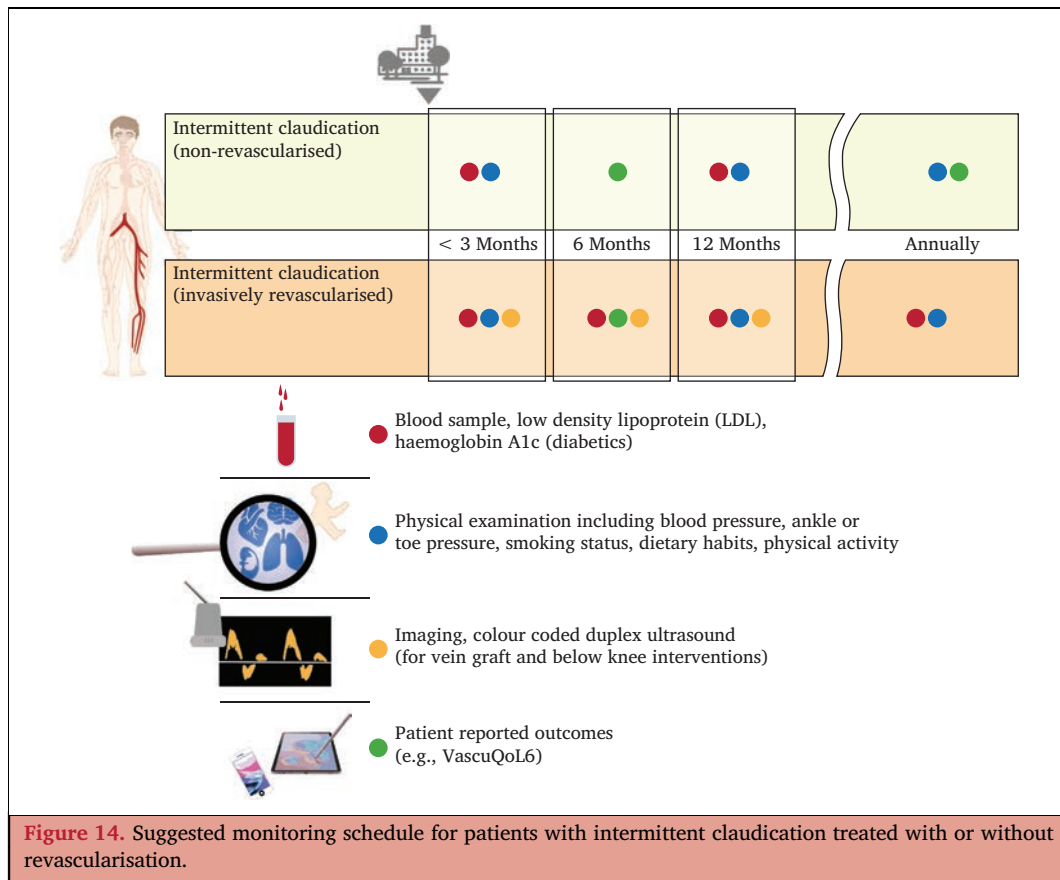 Intermittent claudication
(non-revascularised)
< 3 Months
6 Months
12 Months
Annually
Intermittent claudication
(invasively revascularised)
Blood sample, low density lipoprotein (LDL),
haemoglobin A1c (diabetics)
Physical examination including blood pressure, ankle or
toe pressure, smoking status, dietary habits, physical activity
Imaging, colour coded duplex ultrasound
(for vein graft and below knee interventions)
Patient reported outcomes
(e.g., VascuQoL6)
Figure 14. Suggested monitoring schedule for patients with intermittent claudication treated with or without
revascularisation.